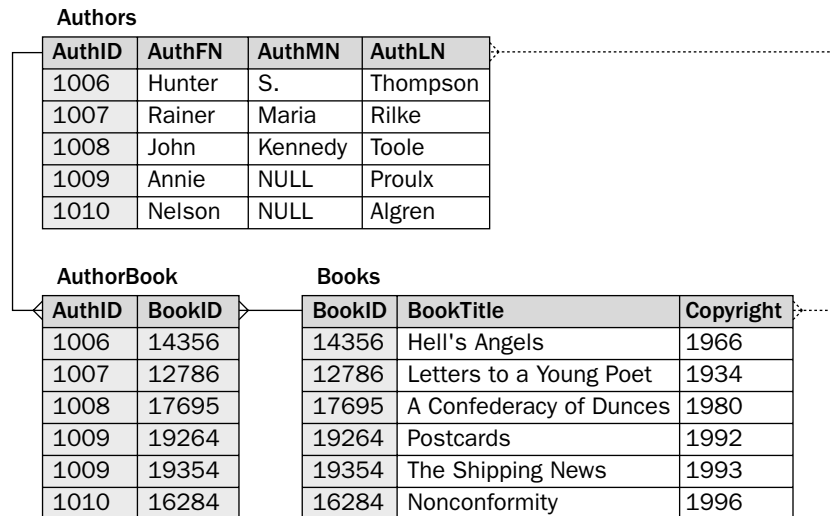 Authors
AuthID AuthFN AuthMN AuthLN
1006 Hunter S. Thompson
1007 Rainer Maria Rilke
1008 John Kennedy Toole
1009 Annie NULL Proulx
1010 Nelson NULL Algren
AuthorBook
AuthID BookID
1006 14356
1007 12786
1008 17695
1009 19264
1009 19354
1010 16284
Books
BookID BookTitle Copyright
14356 Hell's Angels 1966
12786 Letters to a Young Poet 1934
17695 A Confederacy of Dunces 1980
19264 Postcards 1992
19354 The Shipping News 1993
16284 Nonconformity 1996